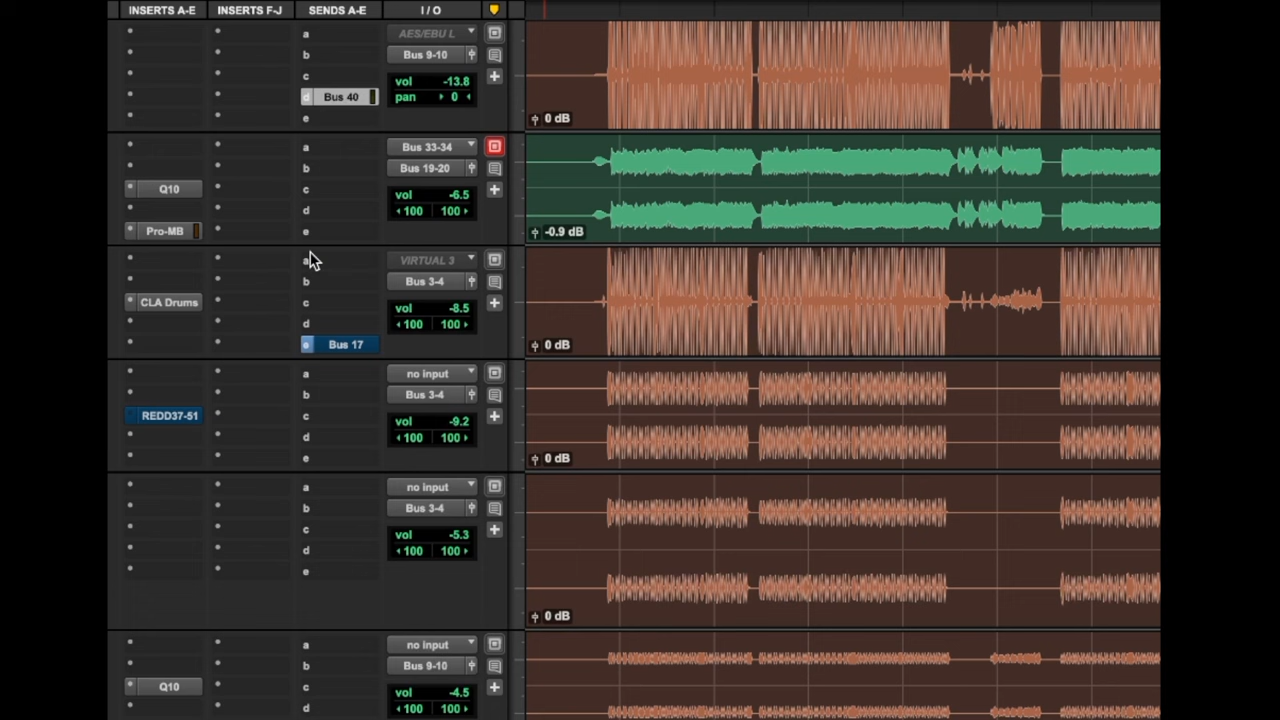 INSERTS A-E INSERTS F-J SENDS A-E I / O
a AES/EBU L
b Bus 9-10
c vol -13.8
d Bus 40 pan 0
e 0 dB
a Bus 33-34
b Bus 19-20
Q10 c vol -6.5
d 100 100
Pro-MB e -0.9 dB
a VIRTUAL 3
b Bus 3-4
CLA Drums c vol -8.5
d 100 100
e Bus 17 0 dB
a no input
b Bus 3-4
REDD37-51 c vol -9.2
d 100 100
e 0 dB
a no input
b Bus 3-4
c vol -5.3
d 100 100
e
0 dB
a no input
b Bus 9-10
Q10 c vol -4.5
d 100 100